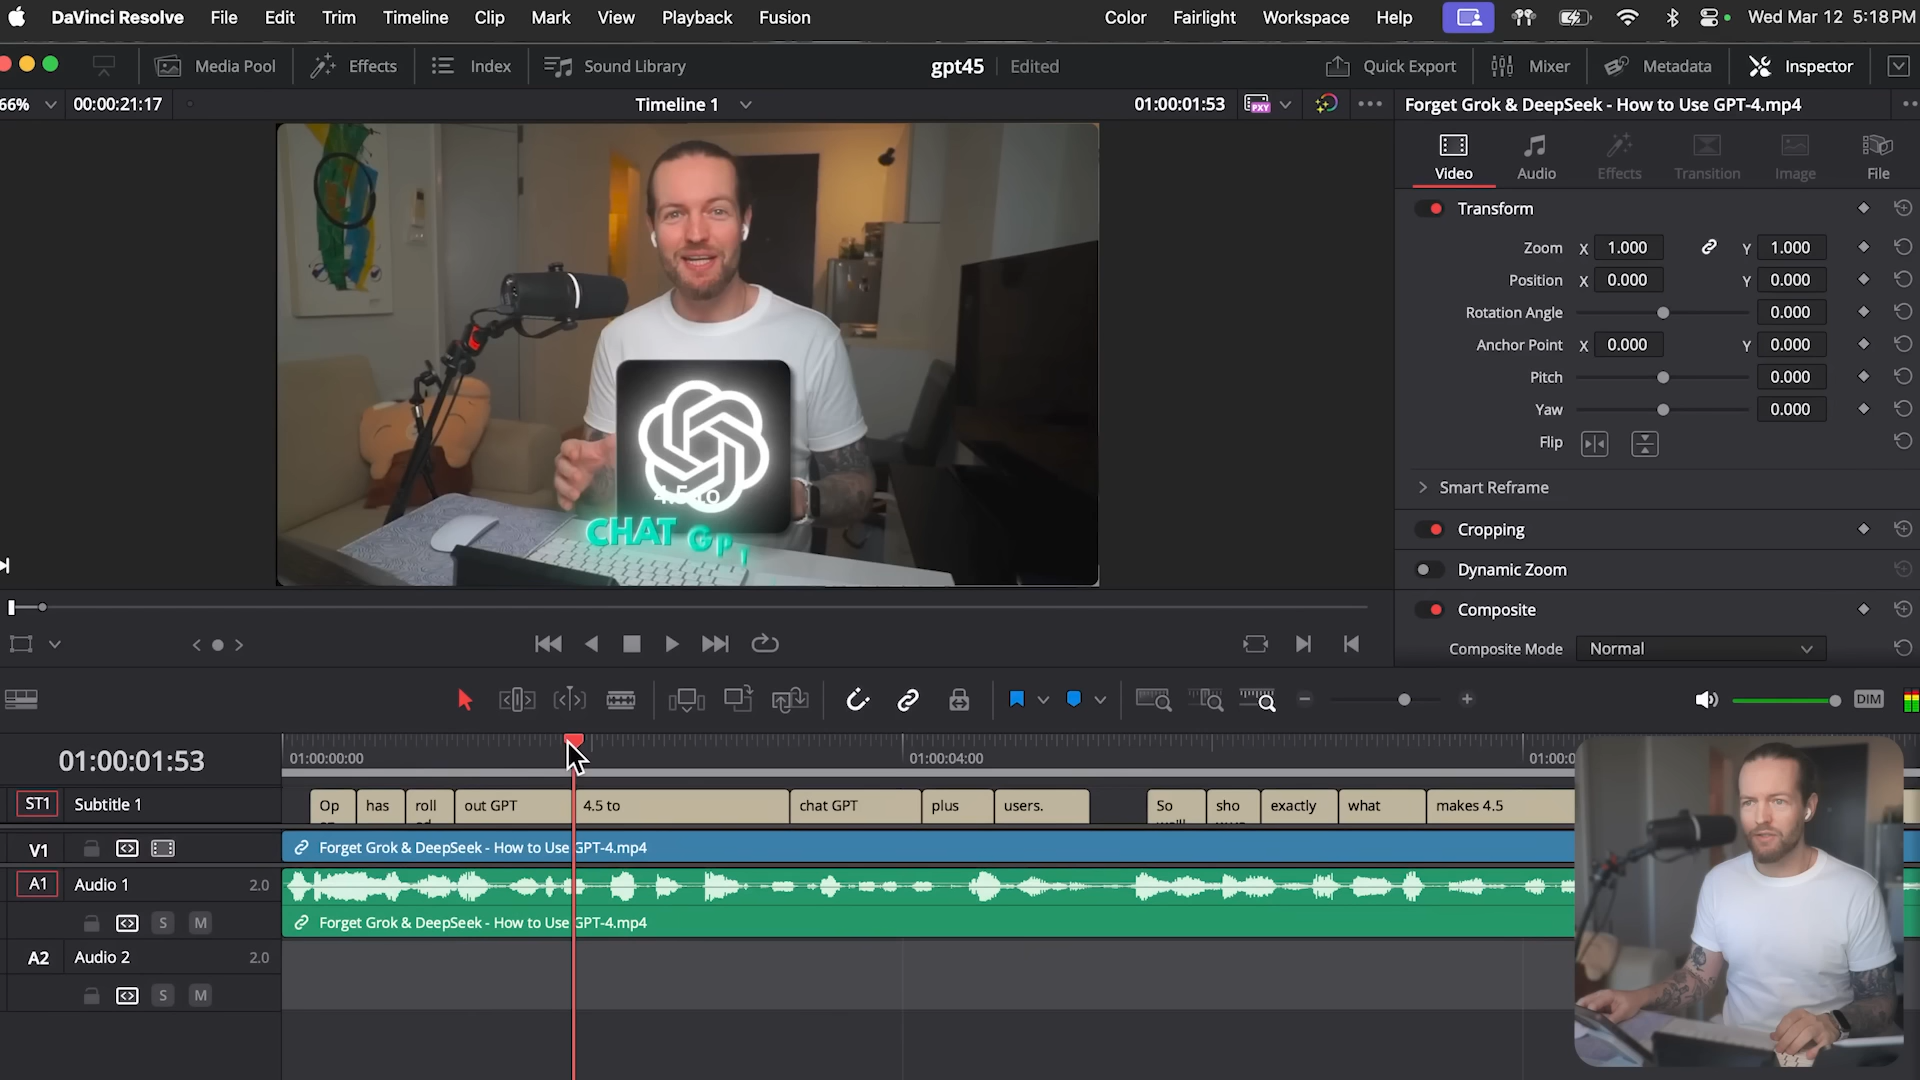 DaVinci Resolve File Edit Trim Timeline Clip Mark View Playback Fusion Color Fairlight Workspace Help Wed Mar 12 5:18 PM
Media Pool Effects Index Sound Library gpt45 Edited Quick Export Mixer Metadata Inspector
66% 00:00:21:17 Timeline 1 01:00:01:53 PXY Forget Grok & DeepSeek - How to Use GPT-4.mp4
Video Audio Effects Transition Image File
Transform
Zoom X 1.000 Y 1.000
Position X 0.000 Y 0.000
Rotation Angle 0.000
Anchor Point X 0.000 Y 0.000
Pitch 0.000
Yaw 0.000
Flip
Smart Reframe
4.5 to
CHAT GP
Cropping
Dynamic Zoom
Composite
Composite Mode Normal
DIM
01:00:01:53 01:00:00:00 01:00:04:00 01:00:0
ST1 Subtitle 1 Op has roll out GPT 4.5 to chat GPT plus users. So sho exactly what makes 4.5
V1 Forget Grok & DeepSeek - How to Use GPT-4.mp4
A1 Audio 1 2.0
S M Forget Grok & DeepSeek - How to Use GPT-4.mp4
A2 Audio 2 2.0
S M